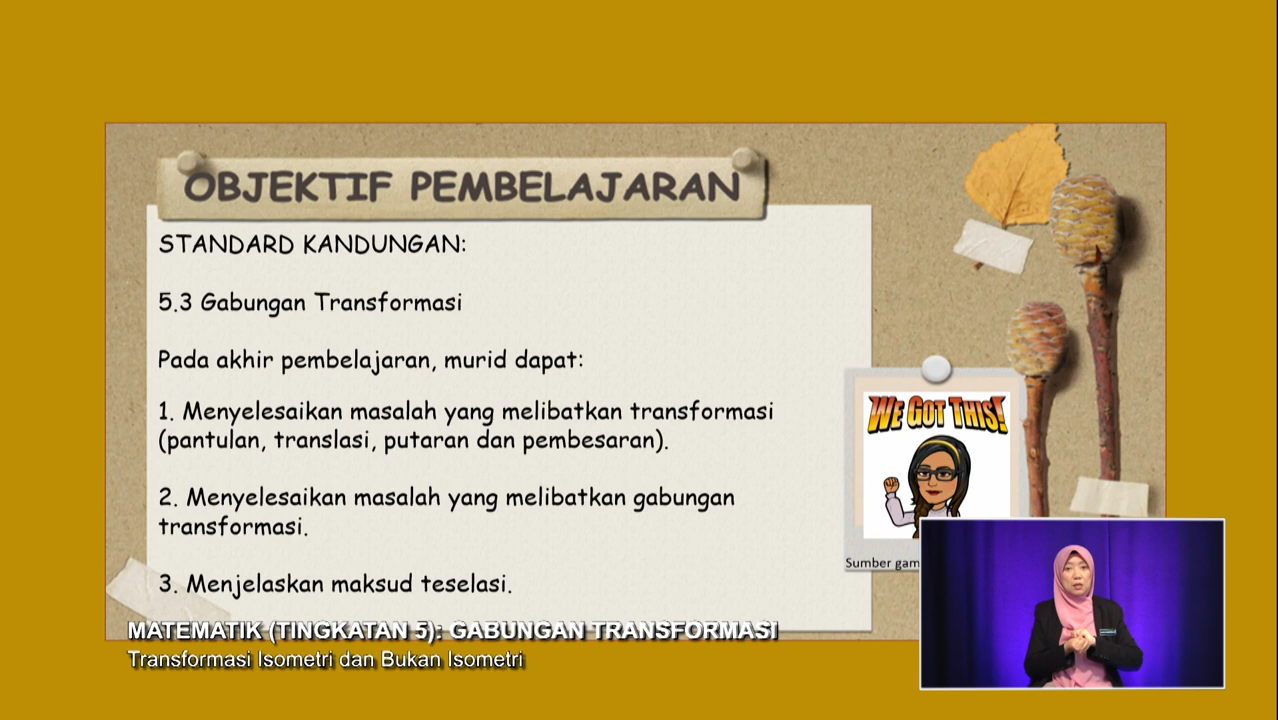 OBJEKTIF PEMBELAJARAN
STANDARD KANDUNGAN:
5.3 Gabungan Transformasi
Pada akhir pembelajaran, murid dapat:
1. Menyelesaikan masalah yang melibatkan transformasi
(pantulan, translasi, putaran dan pembesaran).
2. Menyelesaikan masalah yang melibatkan gabungan
transformasi.
3. Menjelaskan maksud teselasi.
WE GOT THIS!
Sumber gam
MATEMATIK (TINGKATAN 5): GABUNGAN TRANSFORMASI
Transformasi Isometri dan Bukan Isometri